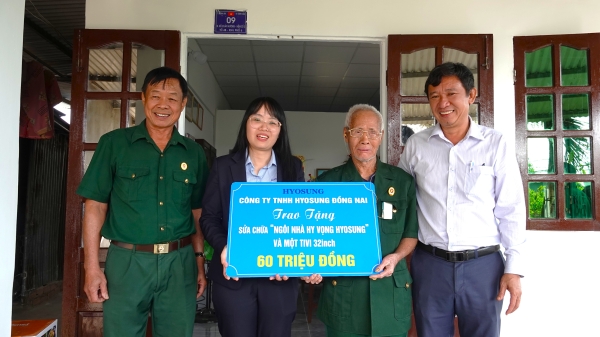 09
HYOSUNG
CÔNG TY TNHH HYOSUNG ĐỒNG NAI
Trao Tặng
SỬA CHỮA "NGÔI NHÀ HY VỌNG HYOSUNG"
VÀ MỘT TIVI 32inch
60 TRIỆU ĐỒNG